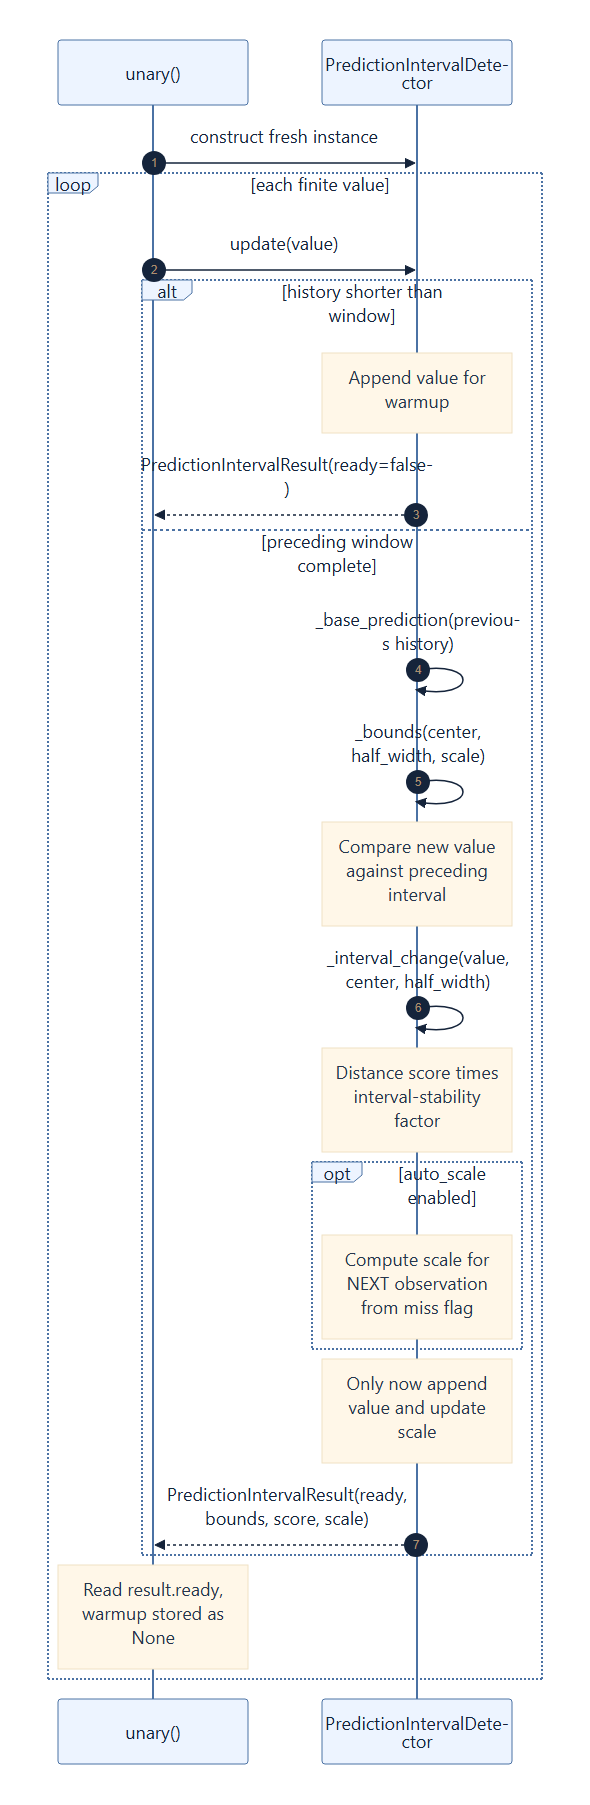 unary()
PredictionIntervalDete-
ctor
construct fresh instance
1
loop
[each finite value]
update(value)
2
alt
[history shorter than
window]
Append value for
warmup
PredictionIntervalResult(ready=false-
)
3
[preceding window
complete]
_base_prediction(previou-
s history)
4
_bounds(center,
half_width, scale)
5
Compare new value
against preceding
interval
_interval_change(value,
center, half_width)
6
Distance score times
interval-stability
factor
opt
[auto_scale
enabled]
Compute scale for
NEXT observation
from miss flag
Only now append
value and update
scale
PredictionIntervalResult(ready,
bounds, score, scale)
7
Read result.ready,
warmup stored as
None
unary()
PredictionIntervalDete-
ctor